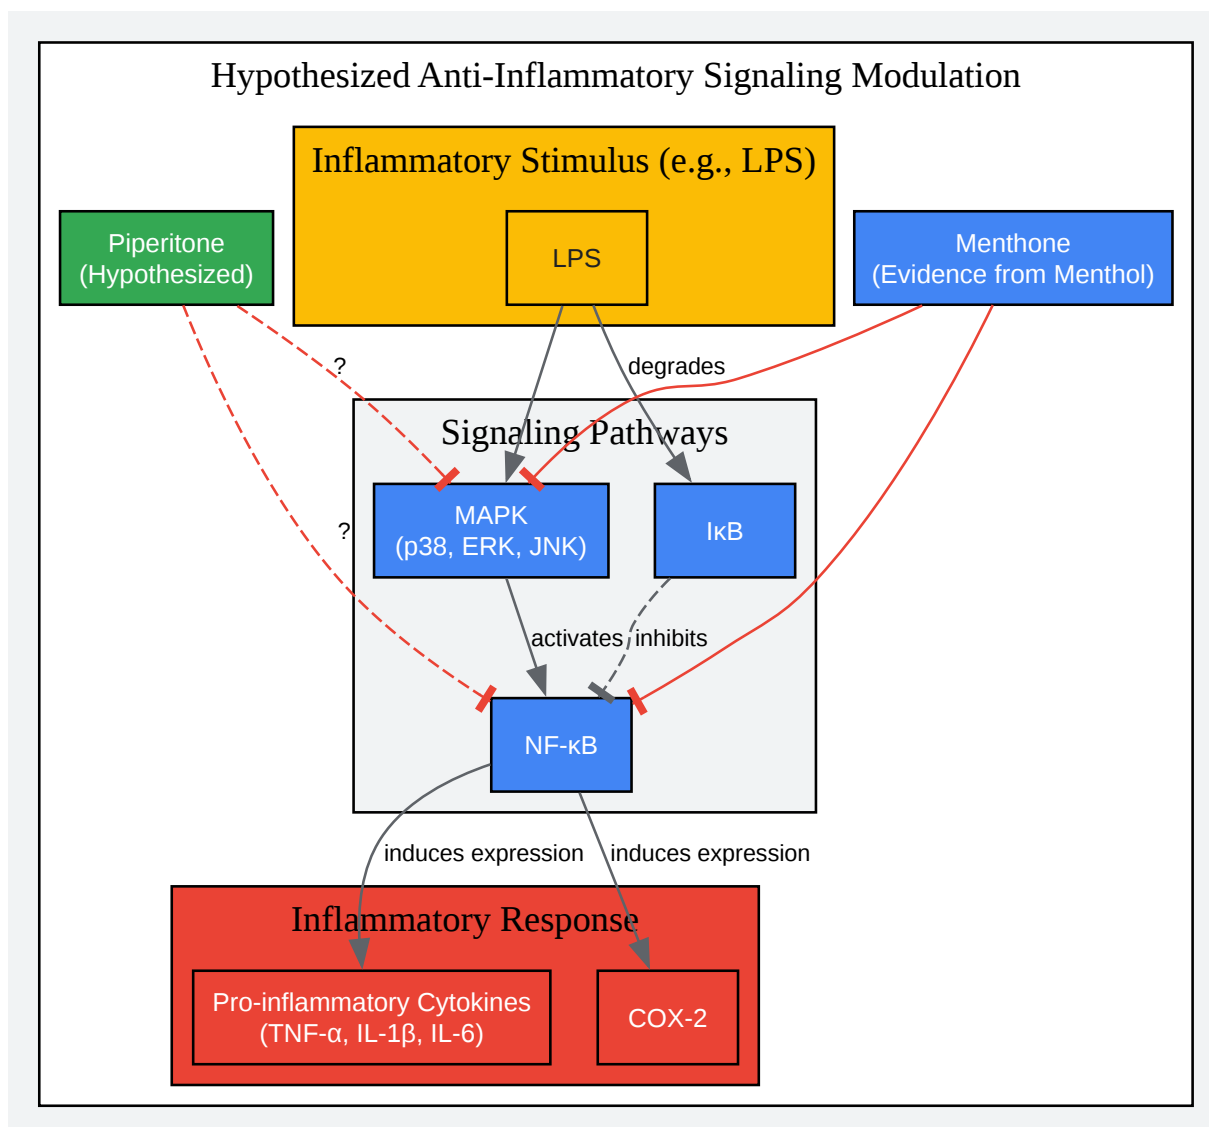 Hypothesized Anti-Inflammatory Signaling Modulation
Inflammatory Stimulus (e.g., LPS)
Piperitone
(Hypothesized)
LPS
Menthone
(Evidence from Menthol)
?
degrades
Signaling Pathways
MAPK
(p38, ERK, JNK)
IκB
?
activates
inhibits
NF-κB
induces expression
induces expression
Inflammatory Response
Pro-inflammatory Cytokines
(TNF-α, IL-1β, IL-6)
COX-2